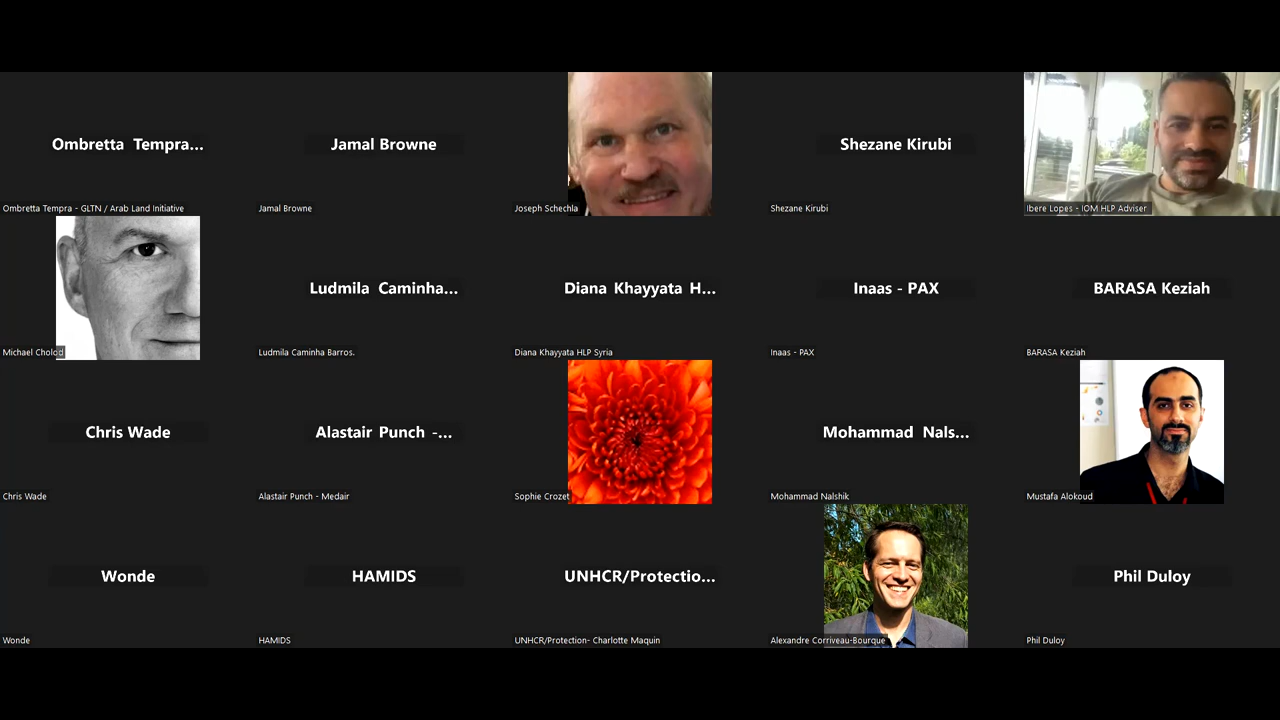 Ombretta Tempra...
Jamal Browne
Shezane Kirubi
Ombretta Tempra - GLTN / Arab Land Initiative
Jamal Browne
Joseph Schechla
Shezane Kirubi
Ibere Lopes - IOM HLP Adviser
Ludmila Caminha...
Diana Khayyata H...
Inaas - PAX
BARASA Keziah
Michael Cholod
Ludmila Caminha Barros.
Diana Khayyata HLP Syria
Inaas - PAX
BARASA Keziah
Chris Wade
Alastair Punch -...
Mohammad Nals...
Chris Wade
Alastair Punch - Medair
Sophie Crozet
Mohammad Nalshik
Mustafa Alokoud
Wonde
HAMIDS
UNHCR/Protectio...
Phil Duloy
Wonde
HAMIDS
UNHCR/Protection- Charlotte Maquin
Alexandre Corriveau-Bourque
Phil Duloy